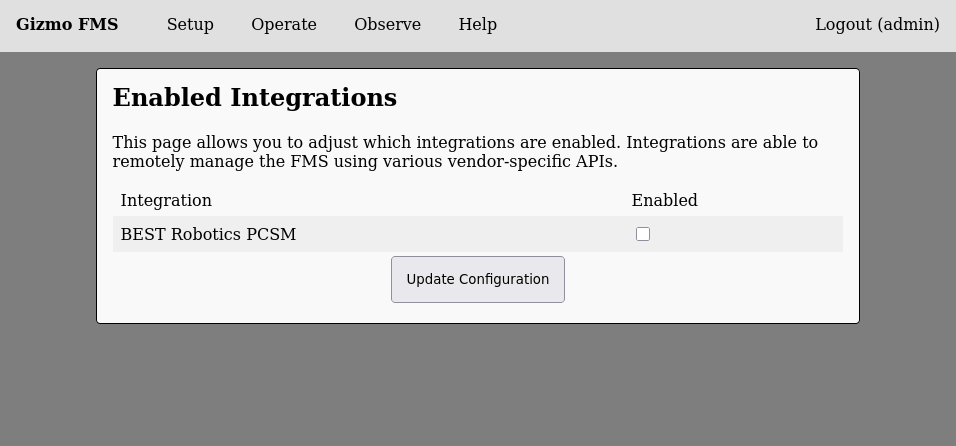 Gizmo FMS Setup Operate Observe Help Logout (admin)
Enabled Integrations
This page allows you to adjust which integrations are enabled. Integrations are able to
remotely manage the FMS using various vendor-specific APIs.
Integration Enabled
BEST Robotics PCSM
Update Configuration